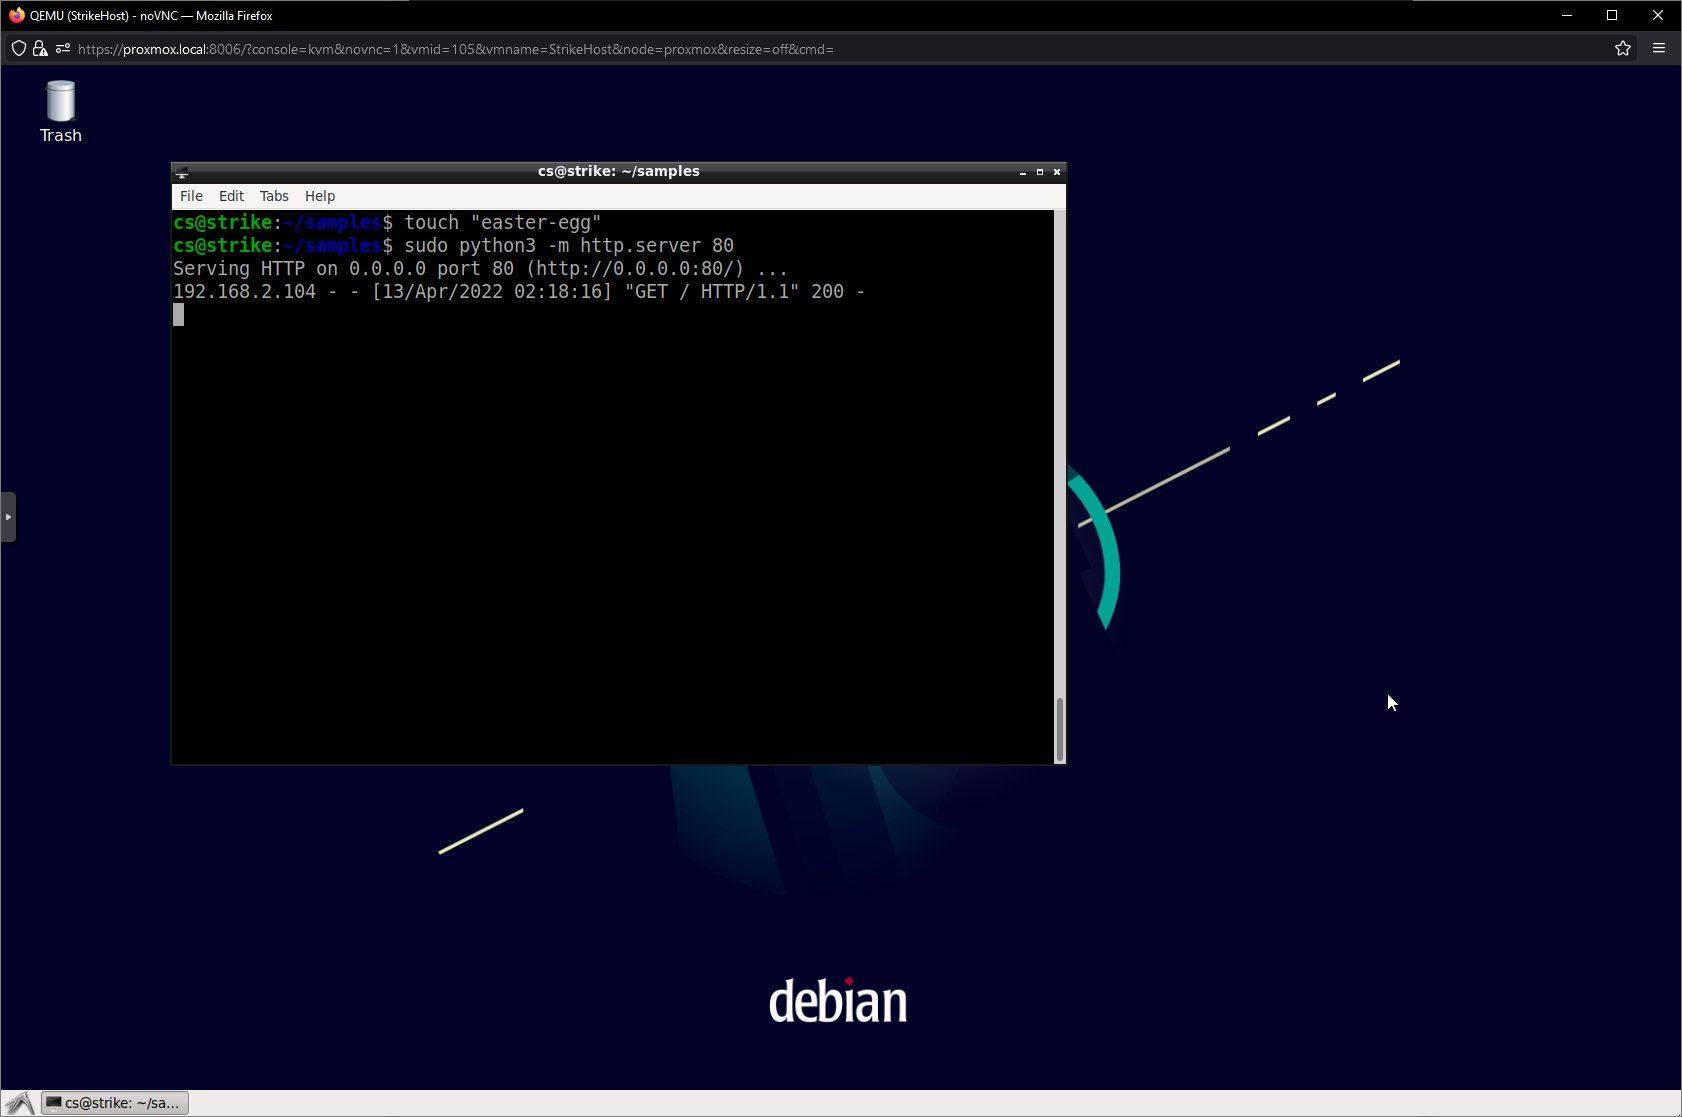 QEMU (StrikeHost) - noVNC — Mozilla Firefox
https://proxmox.local:8006/?console=kvm&novnc=1&vmid=105&vmname=StrikeHost&node=proxmox&resize=off&cmd=
Trash
cs@strike: ~/samples
File Edit Tabs Help
cs@strike:~/samples$ touch "easter-egg"
cs@strike:~/samples$ sudo python3 -m http.server 80
Serving HTTP on 0.0.0.0 port 80 (http://0.0.0.0:80/) ...
192.168.2.104 - - [13/Apr/2022 02:18:16] "GET / HTTP/1.1" 200 -
debian
cs@strike: ~/sa...